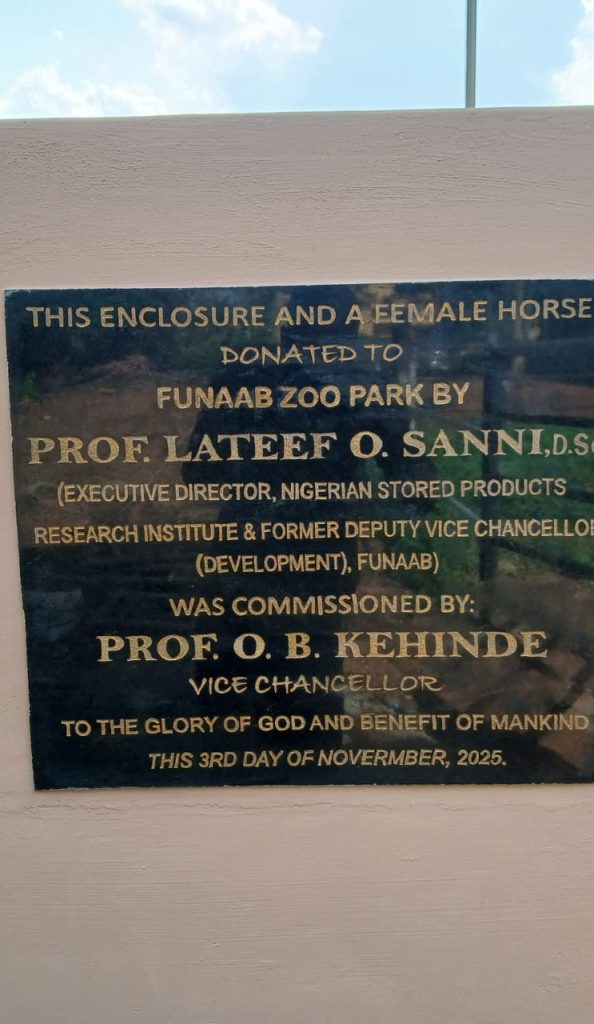 THIS ENCLOSURE AND A FEMALE HORSE
DONATED TO
FUNAAB ZOO PARK BY
PROF. LATEEF O. SANNI, D.Sc
(EXECUTIVE DIRECTOR, NIGERIAN STORED PRODUCTS
RESEARCH INSTITUTE & FORMER DEPUTY VICE CHANCELLOR
(DEVELOPMENT), FUNAAB)
WAS COMMISSIONED BY:
PROF. O. B. KEHINDE
VICE CHANCELLOR
TO THE GLORY OF GOD AND BENEFIT OF MANKIND
THIS 3RD DAY OF NOVERMBER, 2025.